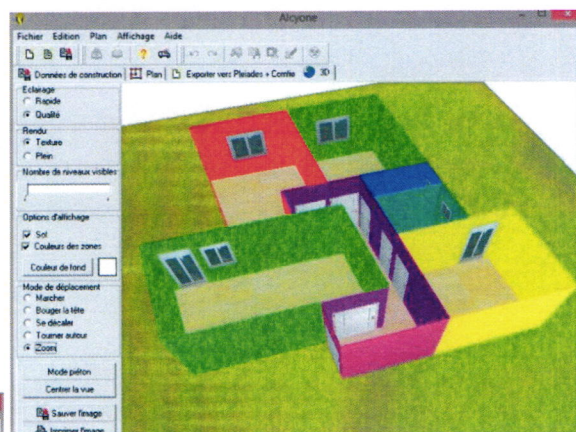 Alcyone
Fichier Edition Plan Affichage Aide
Données de construction Plan Exporter vers Pleiades + Comfie 3D
Eclairage
Rapide
Qualité
Rendu
Texture
Plein
Nombre de niveaux visibles
Options d'affichage
Sol
Couleurs des zones
Couleur de fond
Mode de déplacement
Marcher
Bouger la tête
Se décaler
Tourner autour
Zoom
Mode piéton
Centrer la vue
Sauver l'image
Imprimer l'image